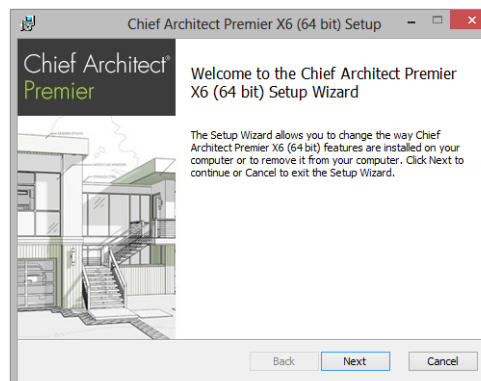 Chief Architect Premier X6 (64 bit) Setup
Chief Architect®
Premier
Welcome to the Chief Architect Premier
X6 (64 bit) Setup Wizard
The Setup Wizard allows you to change the way Chief
Architect Premier X6 (64 bit) features are installed on your
computer or to remove it from your computer. Click Next to
continue or Cancel to exit the Setup Wizard.
Back
Next
Cancel